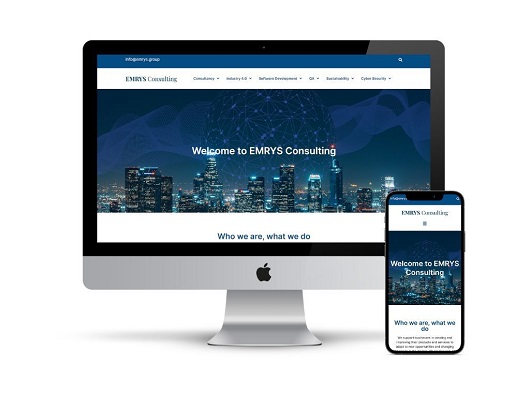 info@emrys.group
EMRYS Consulting
Consultancy Industry 4.0 Software Development QA Sustainability Cyber Security
Welcome to EMRYS Consulting
Who we are, what we do
EMRYS Consulting
Welcome to EMRYS
Consulting
Who we are, what we
do